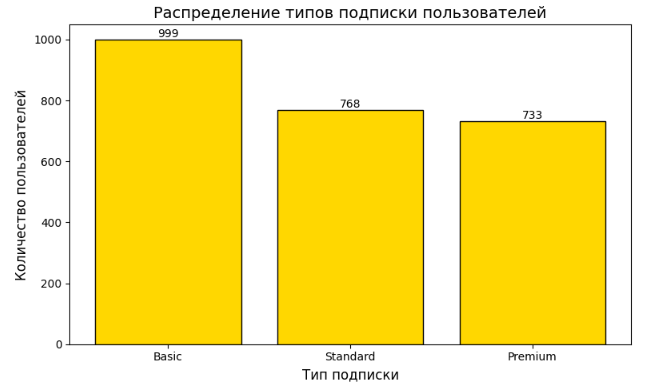 Распределение типов подписки пользователей
Количество пользователей
1000
800
600
400
200
0
999
768
733
Basic
Standard
Premium
Тип подписки